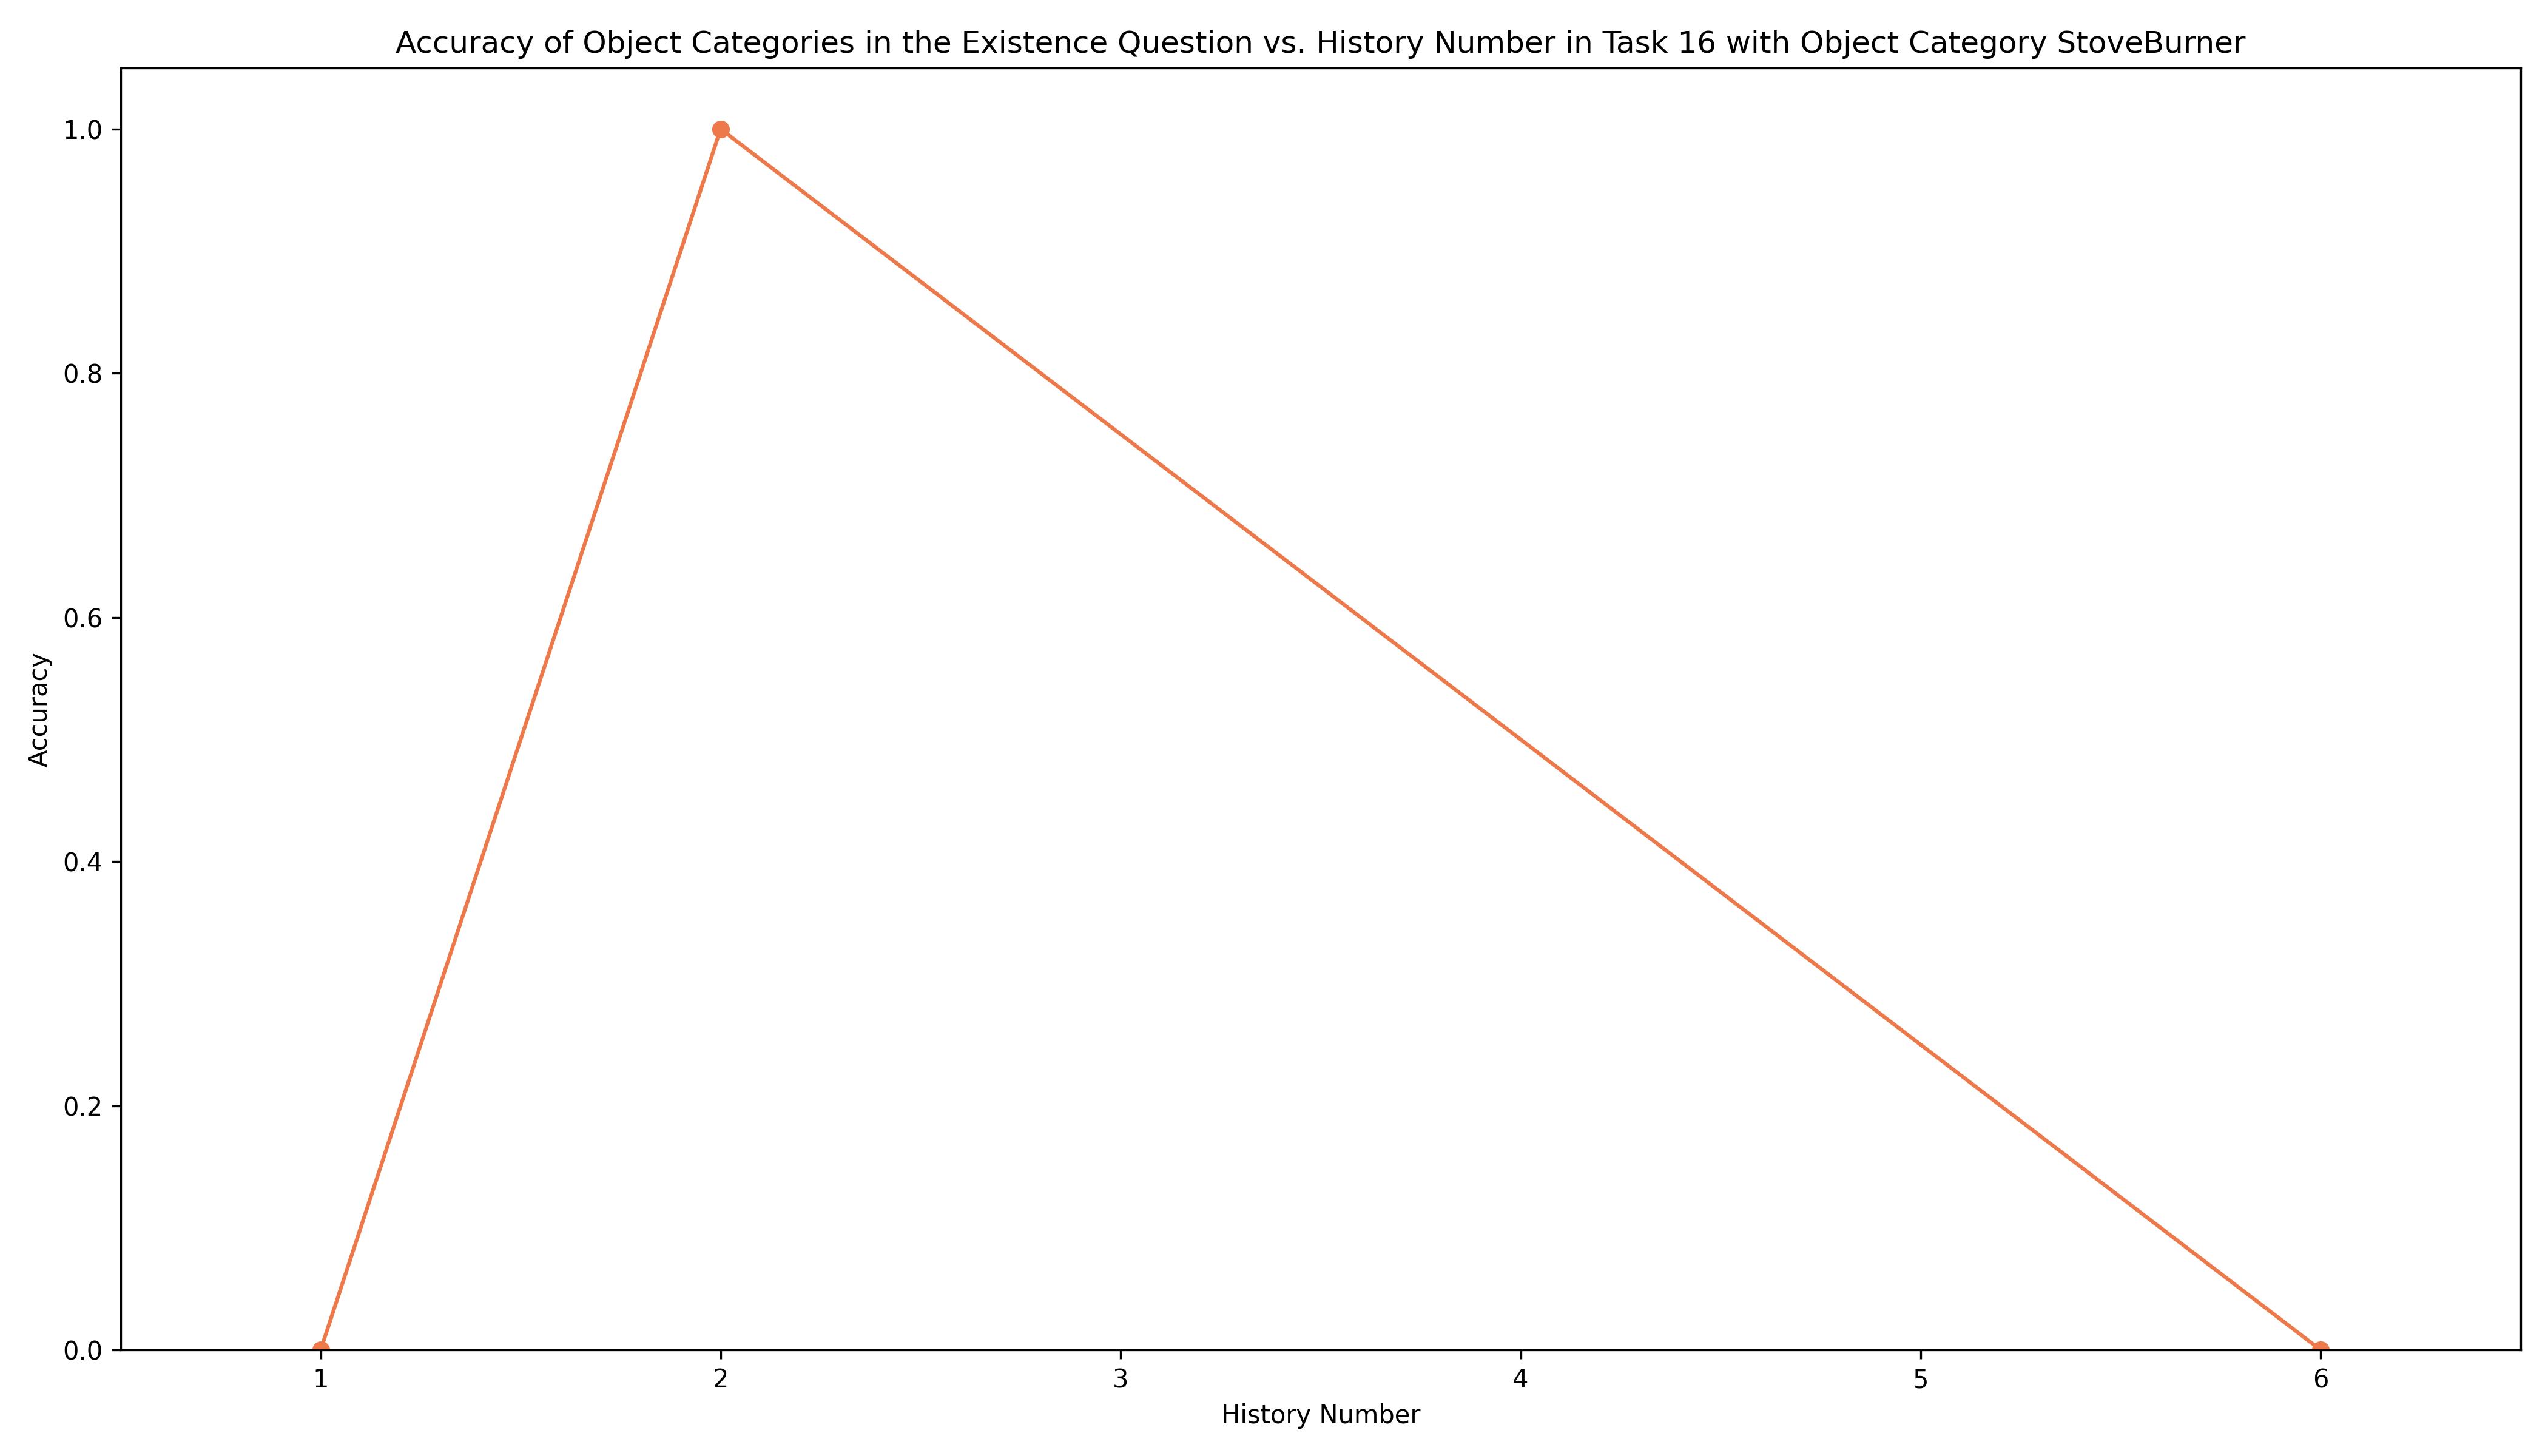 Accuracy of Object Categories in the Existence Question vs. History Number in Task 16 with Object Category StoveBurner
1.0
0.8
0.6
0.4
0.2
0.0
Accuracy
1 2 3 4 5 6
History Number